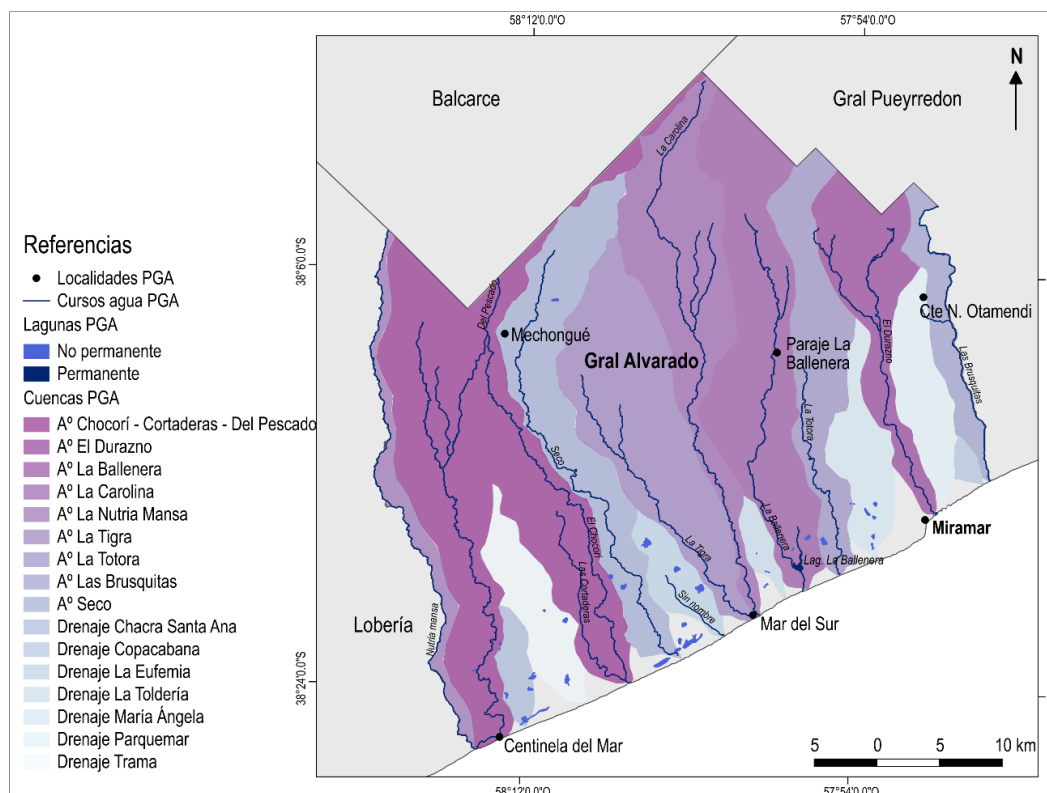 58°12'0.0"O
57°54'0.0"O
N
Balcarce
Gral Pueyrredon
La Carolina
38°6'0.0"S
Referencias
Localidades PGA
Cursos agua PGA
Lagunas PGA
No permanente
Permanente
Cuencas PGA
Aº Chocorí - Cortaderas - Del Pescado
Aº El Durazno
Aº La Ballenera
Aº La Carolina
Aº La Nutria Mansa
Aº La Tigra
Aº La Totora
Aº Las Brusquitas
Aº Seco
Drenaje Chacra Santa Ana
Drenaje Copacabana
Drenaje La Eufemia
Drenaje La Toldería
Drenaje María Ángela
Drenaje Parquemar
Drenaje Trama
Del Pescado
Mechongué
Gral Alvarado
Paraje La
Ballenera
El Durazno
Cte N. Otamendi
Las Brusquitas
La Totora
Seco
El Chocori
Las Cortaderas
La Tigra
La Ballenera
Lag. La Ballenera
Miramar
Sin nombre
Mar del Sur
Lobería
Nutria mansa
38°24'0.0"S
Centinela del Mar
5 0 5 10 km
58°12'0.0"O
57°54'0.0"O